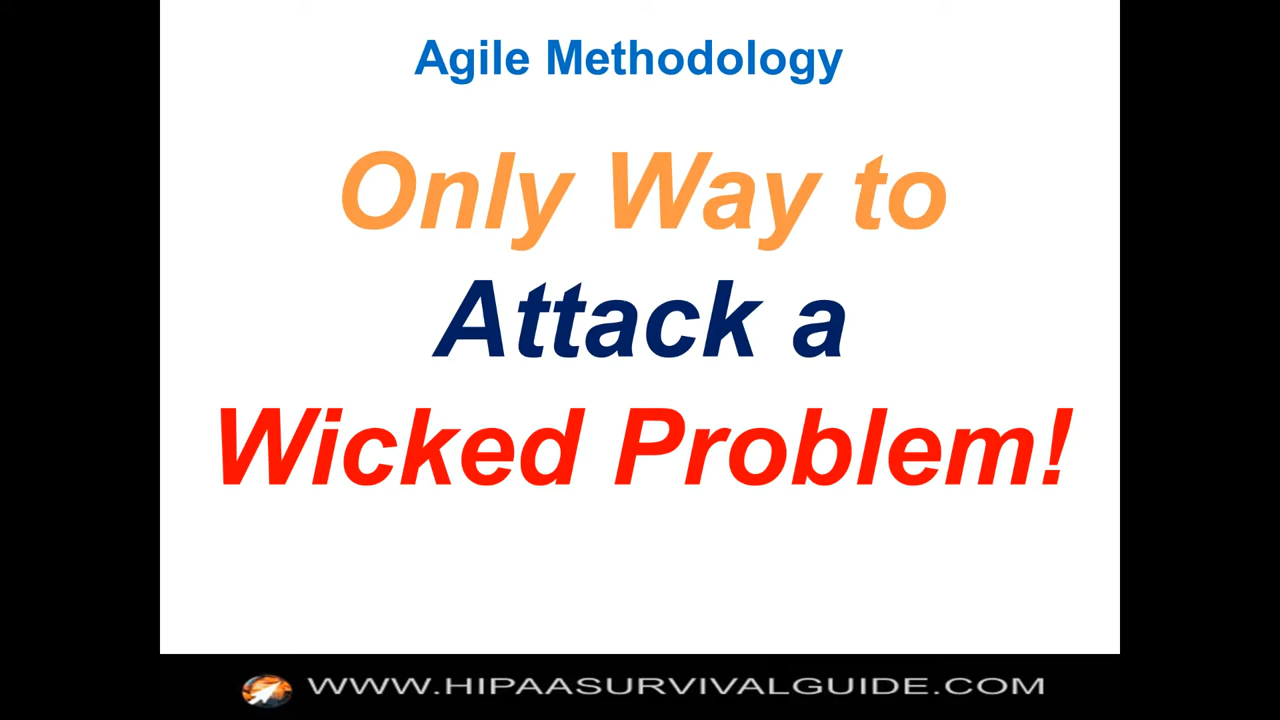 Agile Methodology
Only Way to
Attack a
Wicked Problem!
WWW.HIPAASURVIVALGUIDE.COM